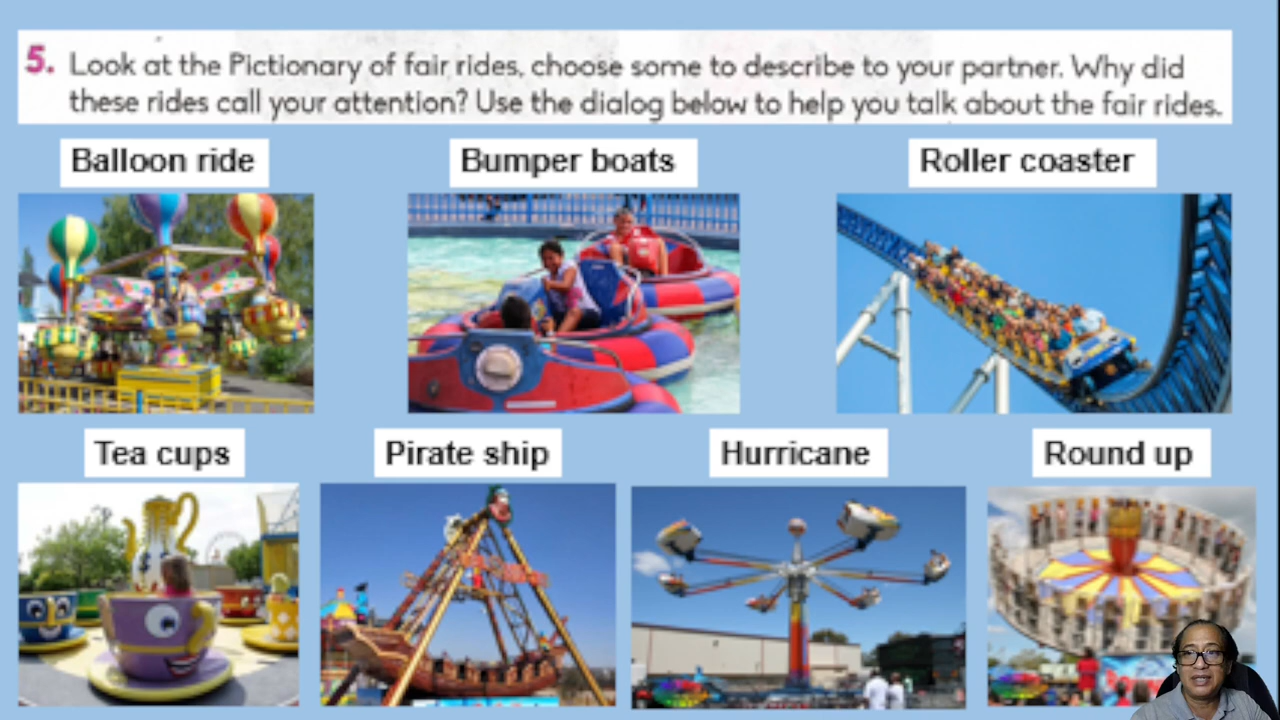 5. Look at the Pictionary of fair rides, choose some to describe to your partner. Why did
these rides call your attention? Use the dialog below to help you talk about the fair rides.
Balloon ride
Bumper boats
Roller coaster
Tea cups
Pirate ship
Hurricane
Round up